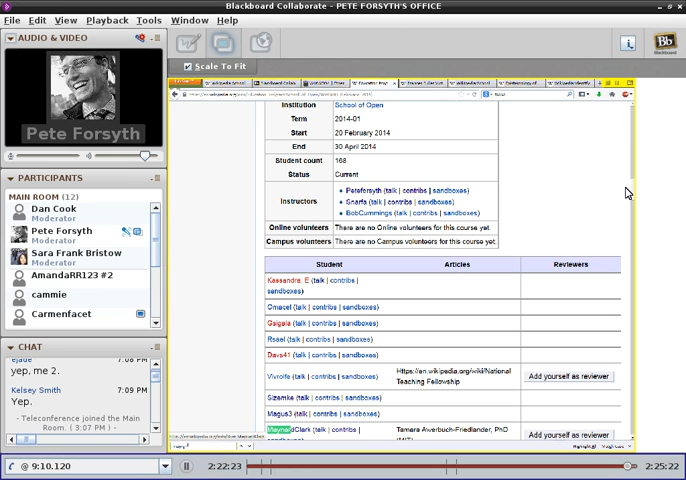 Blackboard Collaborate - PETE FORSYTH'S OFFICE
File Edit View Playback Tools Window Help
AUDIO & VIDEO
Pete Forsyth
Scale To Fit
i
Bb
PARTICIPANTS
MAIN ROOM (12)
Dan Cook
Moderator
Pete Forsyth
Moderator
Sara Frank Bristow
Moderator
AmandaRR123 #2
cammie
Carmenfacet
CHAT
ejade 7:08 PM
yep, me 2.
Kelsey Smith 7:09 PM
Yep.
- Teleconference joined the Main
Room. ( 3:07 PM ) -
Institution School of Open
Term 2014-01
Start 20 February 2014
End 30 April 2014
Student count 168
Status Current
Instructors
Peteforsyth (talk | contribs | sandboxes)
Snarfa (talk | contribs | sandboxes)
BobCummings (talk | contribs | sandboxes)
Online volunteers There are no Online volunteers for this course yet.
Campus volunteers There are no Campus volunteers for this course yet.
Student Articles Reviewers
Kassandra. E (talk | contribs |
sandboxes)
Omacel (talk | contribs | sandboxes)
Gsigala (talk | contribs | sandboxes)
Rsael (talk | contribs | sandboxes)
Dava41 (talk | contribs | sandboxes)
Vivrolfe (talk | contribs | sandboxes) Https://en.wikipedia.org/wiki/National
Teaching Fellowship Add yourself as reviewer
Sizemke (talk | contribs | sandboxes)
Magus3 (talk | contribs | sandboxes)
MaynardClark (talk | contribs | Tamara Awerbuch-Friedlander, PhD Add yourself as reviewer
@ 9:10.120
2:22:23
2:25:22